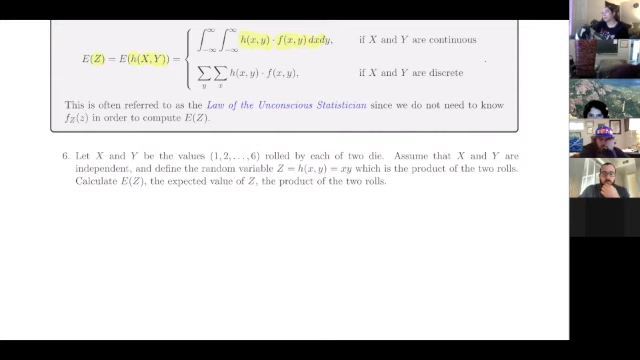 E(Z) = E(h(X, Y)) = { ∫_{-∞}^{∞} ∫_{-∞}^{∞} h(x, y) · f(x, y) dxdy, if X and Y are continuous
∑_y ∑_x h(x, y) · f(x, y), if X and Y are discrete
This is often referred to as the Law of the Unconscious Statistician since we do not need to know
f_Z(z) in order to compute E(Z).
6. Let X and Y be the values (1, 2, . . . , 6) rolled by each of two die. Assume that X and Y are
independent, and define the random variable Z = h(x, y) = xy which is the product of the two rolls.
Calculate E(Z), the expected value of Z, the product of the two rolls.